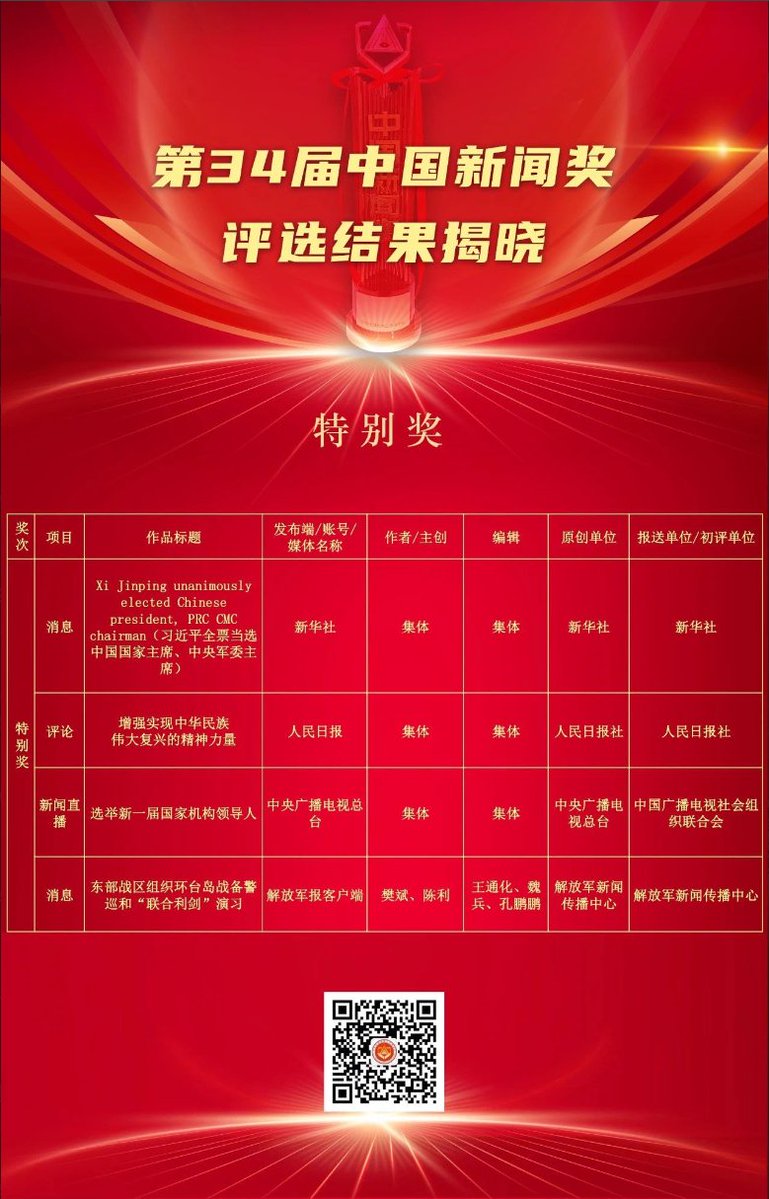 第34届中国新闻奖
评选结果揭晓
特别奖
奖次 项目 作品标题 发布端/账号/媒体名称 作者/主创 编辑 原创单位 报送单位/初评单位
特别奖
消息
Xi Jinping unanimously
elected Chinese
president, PRC CMC
chairman（习近平全票当选
中国国家主席、中央军委主
席）
新华社
集体
集体
新华社
新华社
评论
增强实现中华民族
伟大复兴的精神力量
人民日报
集体
集体
人民日报社
人民日报社
新闻直
播
选举新一届国家机构领导人
中央广播电视总
台
集体
集体
中央广播电
视总台
中国广播电视社会组
织联合会
消息
东部战区组织环台岛战备警
巡和“联合利剑”演习
解放军报客户端
樊斌、陈利
王通化、魏
兵、孔鹏鹏
解放军新闻
传播中心
解放军新闻传播中心